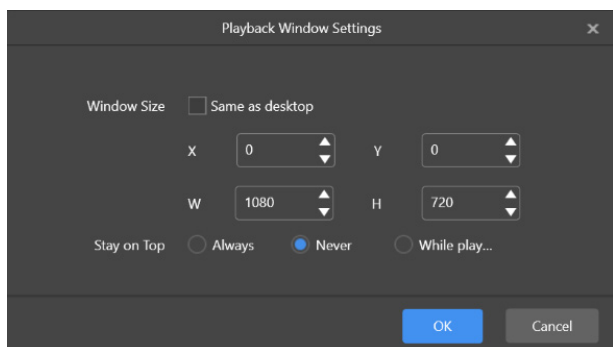 Playback Window Settings
Window Size Same as desktop
X 0 Y 0
W 1080 H 720
Stay on Top Always Never While play...
OK Cancel